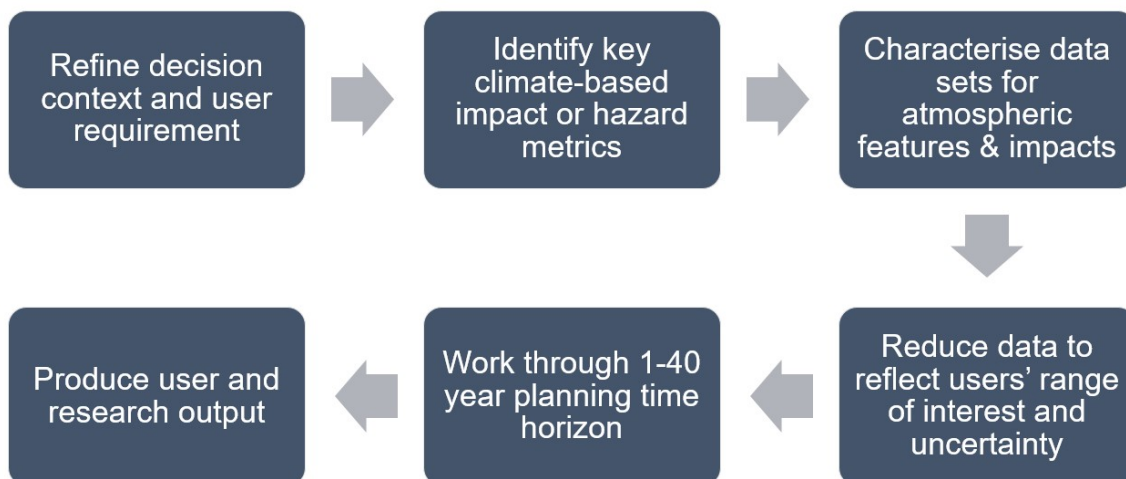 Refine decision
context and user
requirement
Identify key
climate-based
impact or hazard
metrics
Characterise data
sets for
atmospheric
features & impacts
Reduce data to
reflect users’ range
of interest and
uncertainty
Work through 1-40
year planning time
horizon
Produce user and
research output